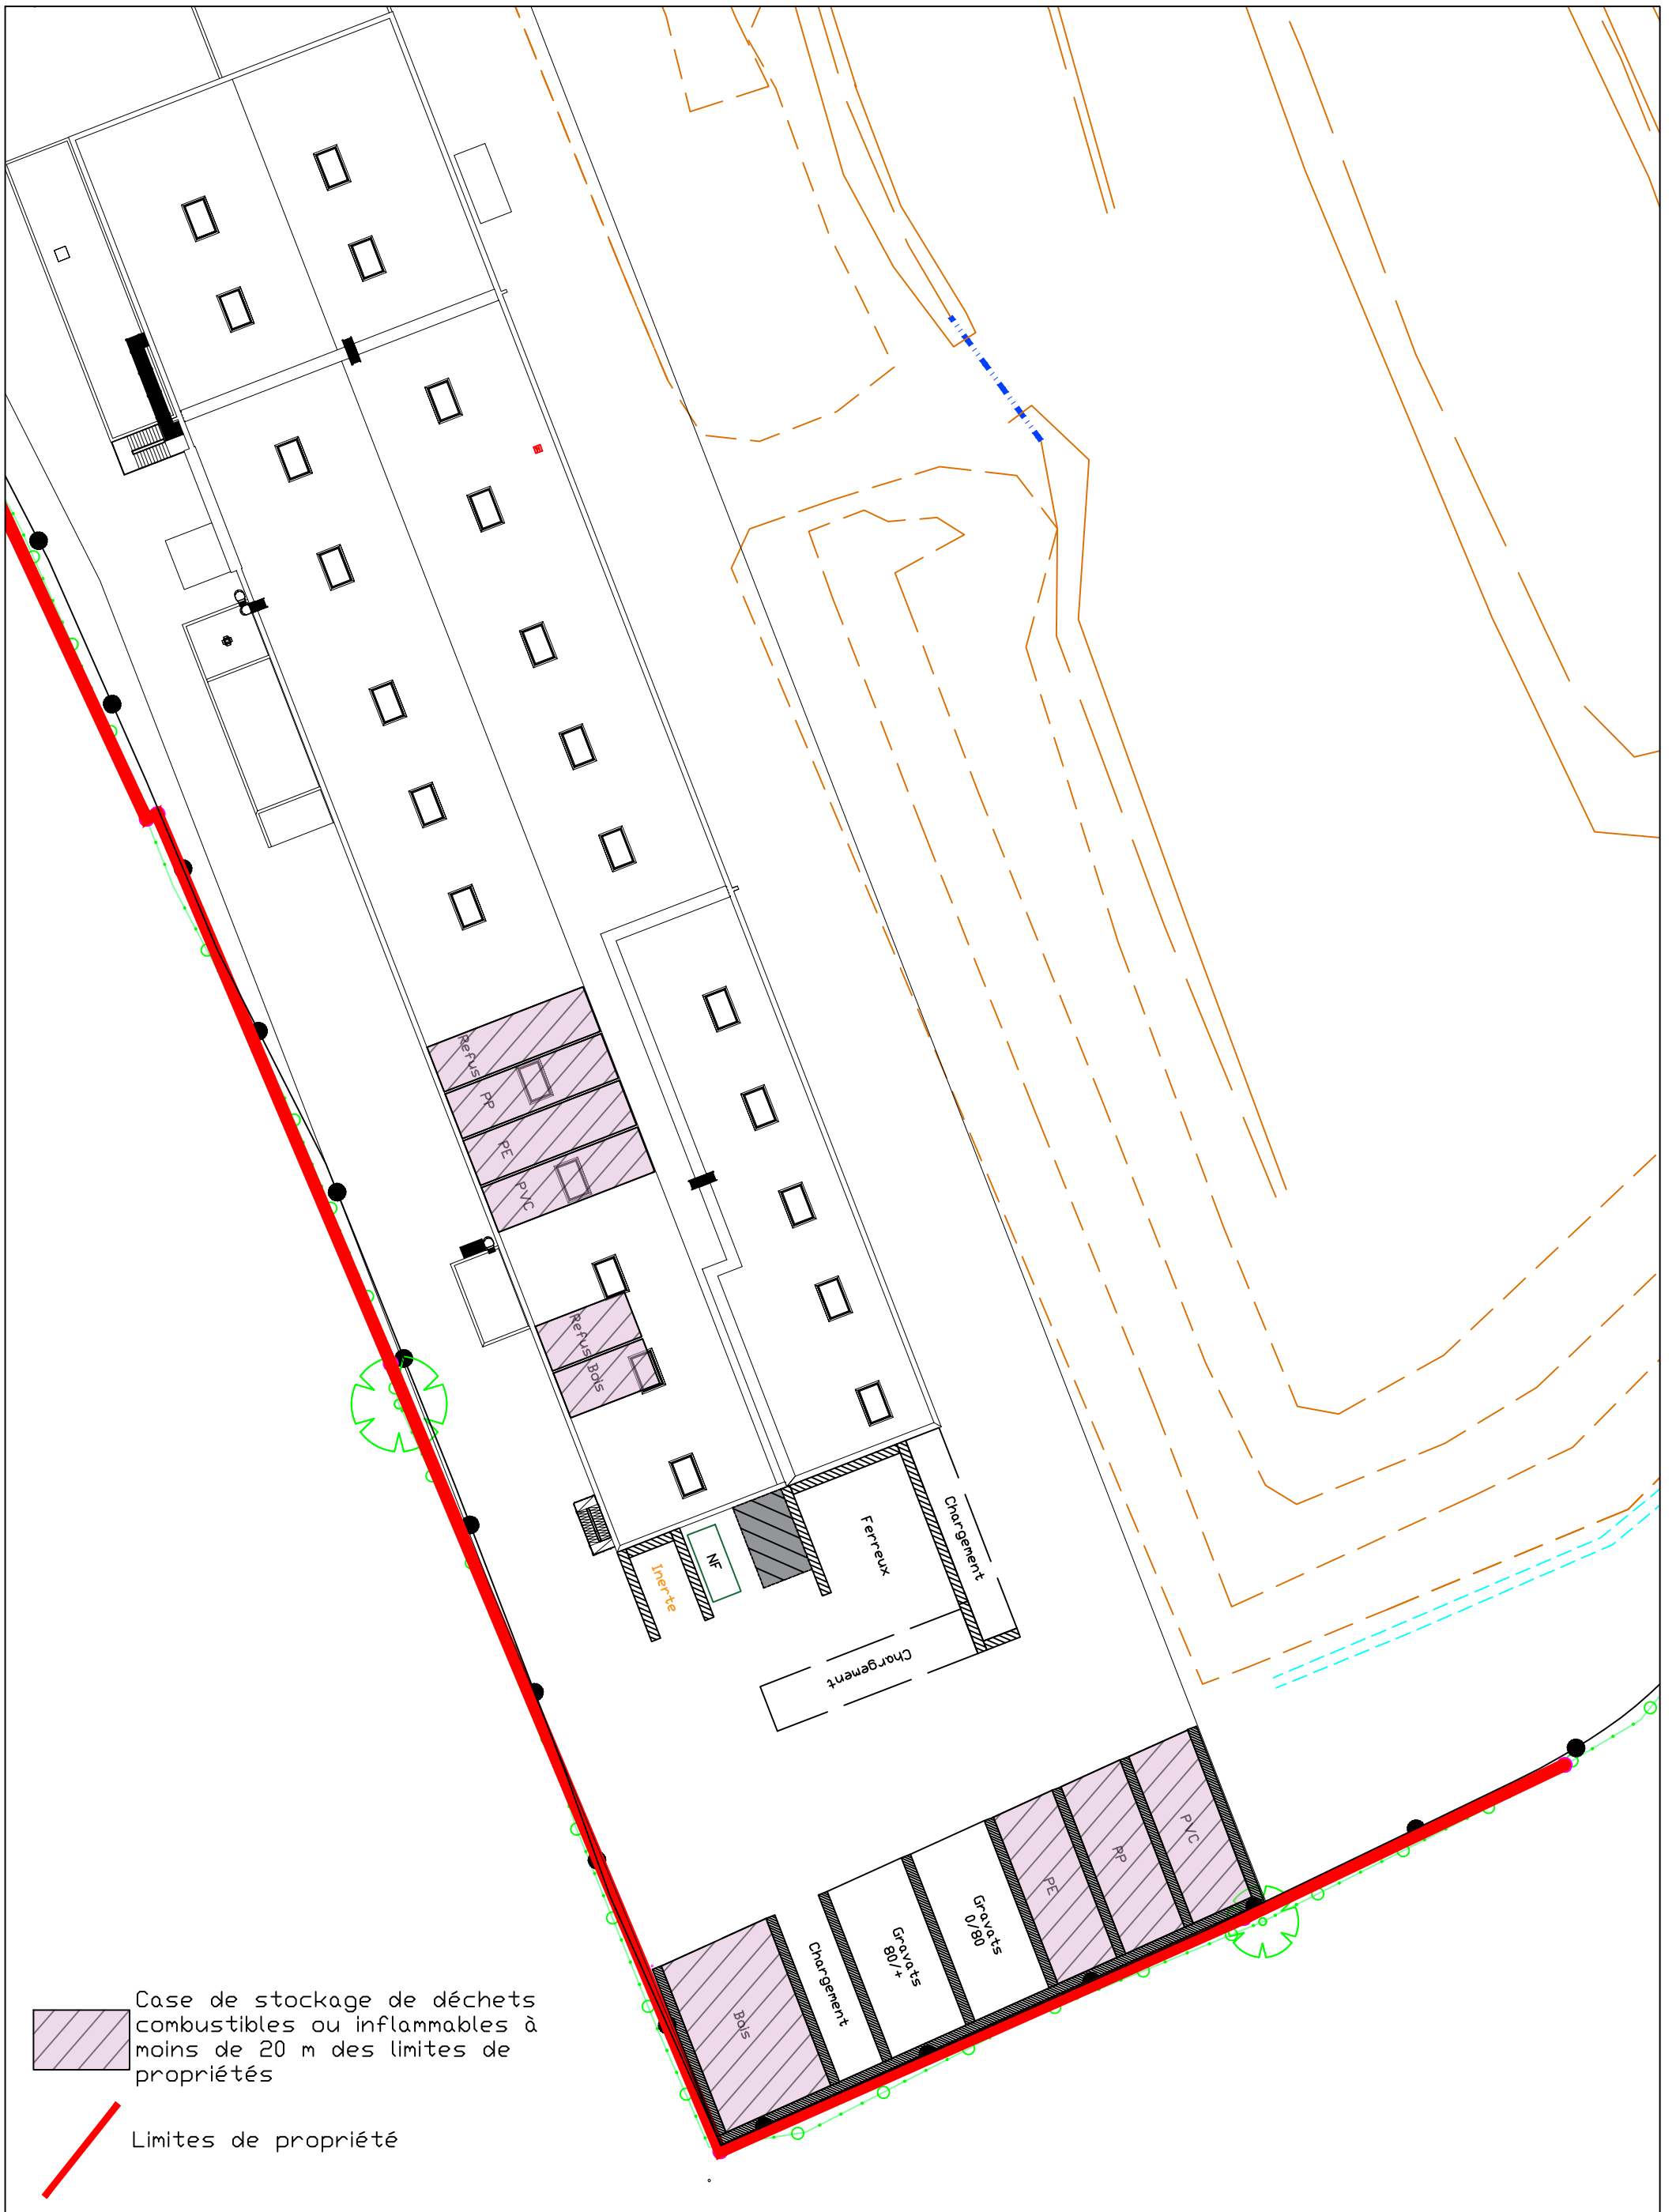 Refus
PP
PE
PVC
Refus
Bois
Ferreux
Chargement
NF
Inerte
Chargement
PVC
RP
PE
Gravats
0/80
Gravats
80/+
Chargement
Bois
Case de stockage de déchets
combustibles ou inflammables à
moins de 20 m des limites de
propriétés
Limites de propriété